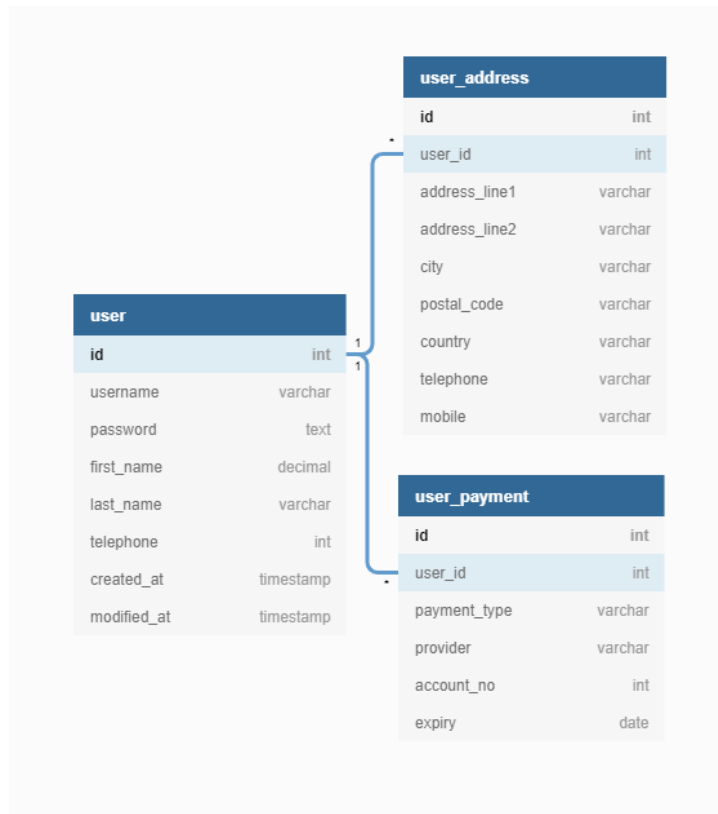 user_address
id int
* user_id int
address_line1 varchar
address_line2 varchar
city varchar
postal_code varchar
country varchar
telephone varchar
mobile varchar
user
id int 1
1
username varchar
password text
first_name decimal
last_name varchar
telephone int
created_at timestamp
modified_at timestamp
user_payment
id int
user_id int
*
payment_type varchar
provider varchar
account_no int
expiry date